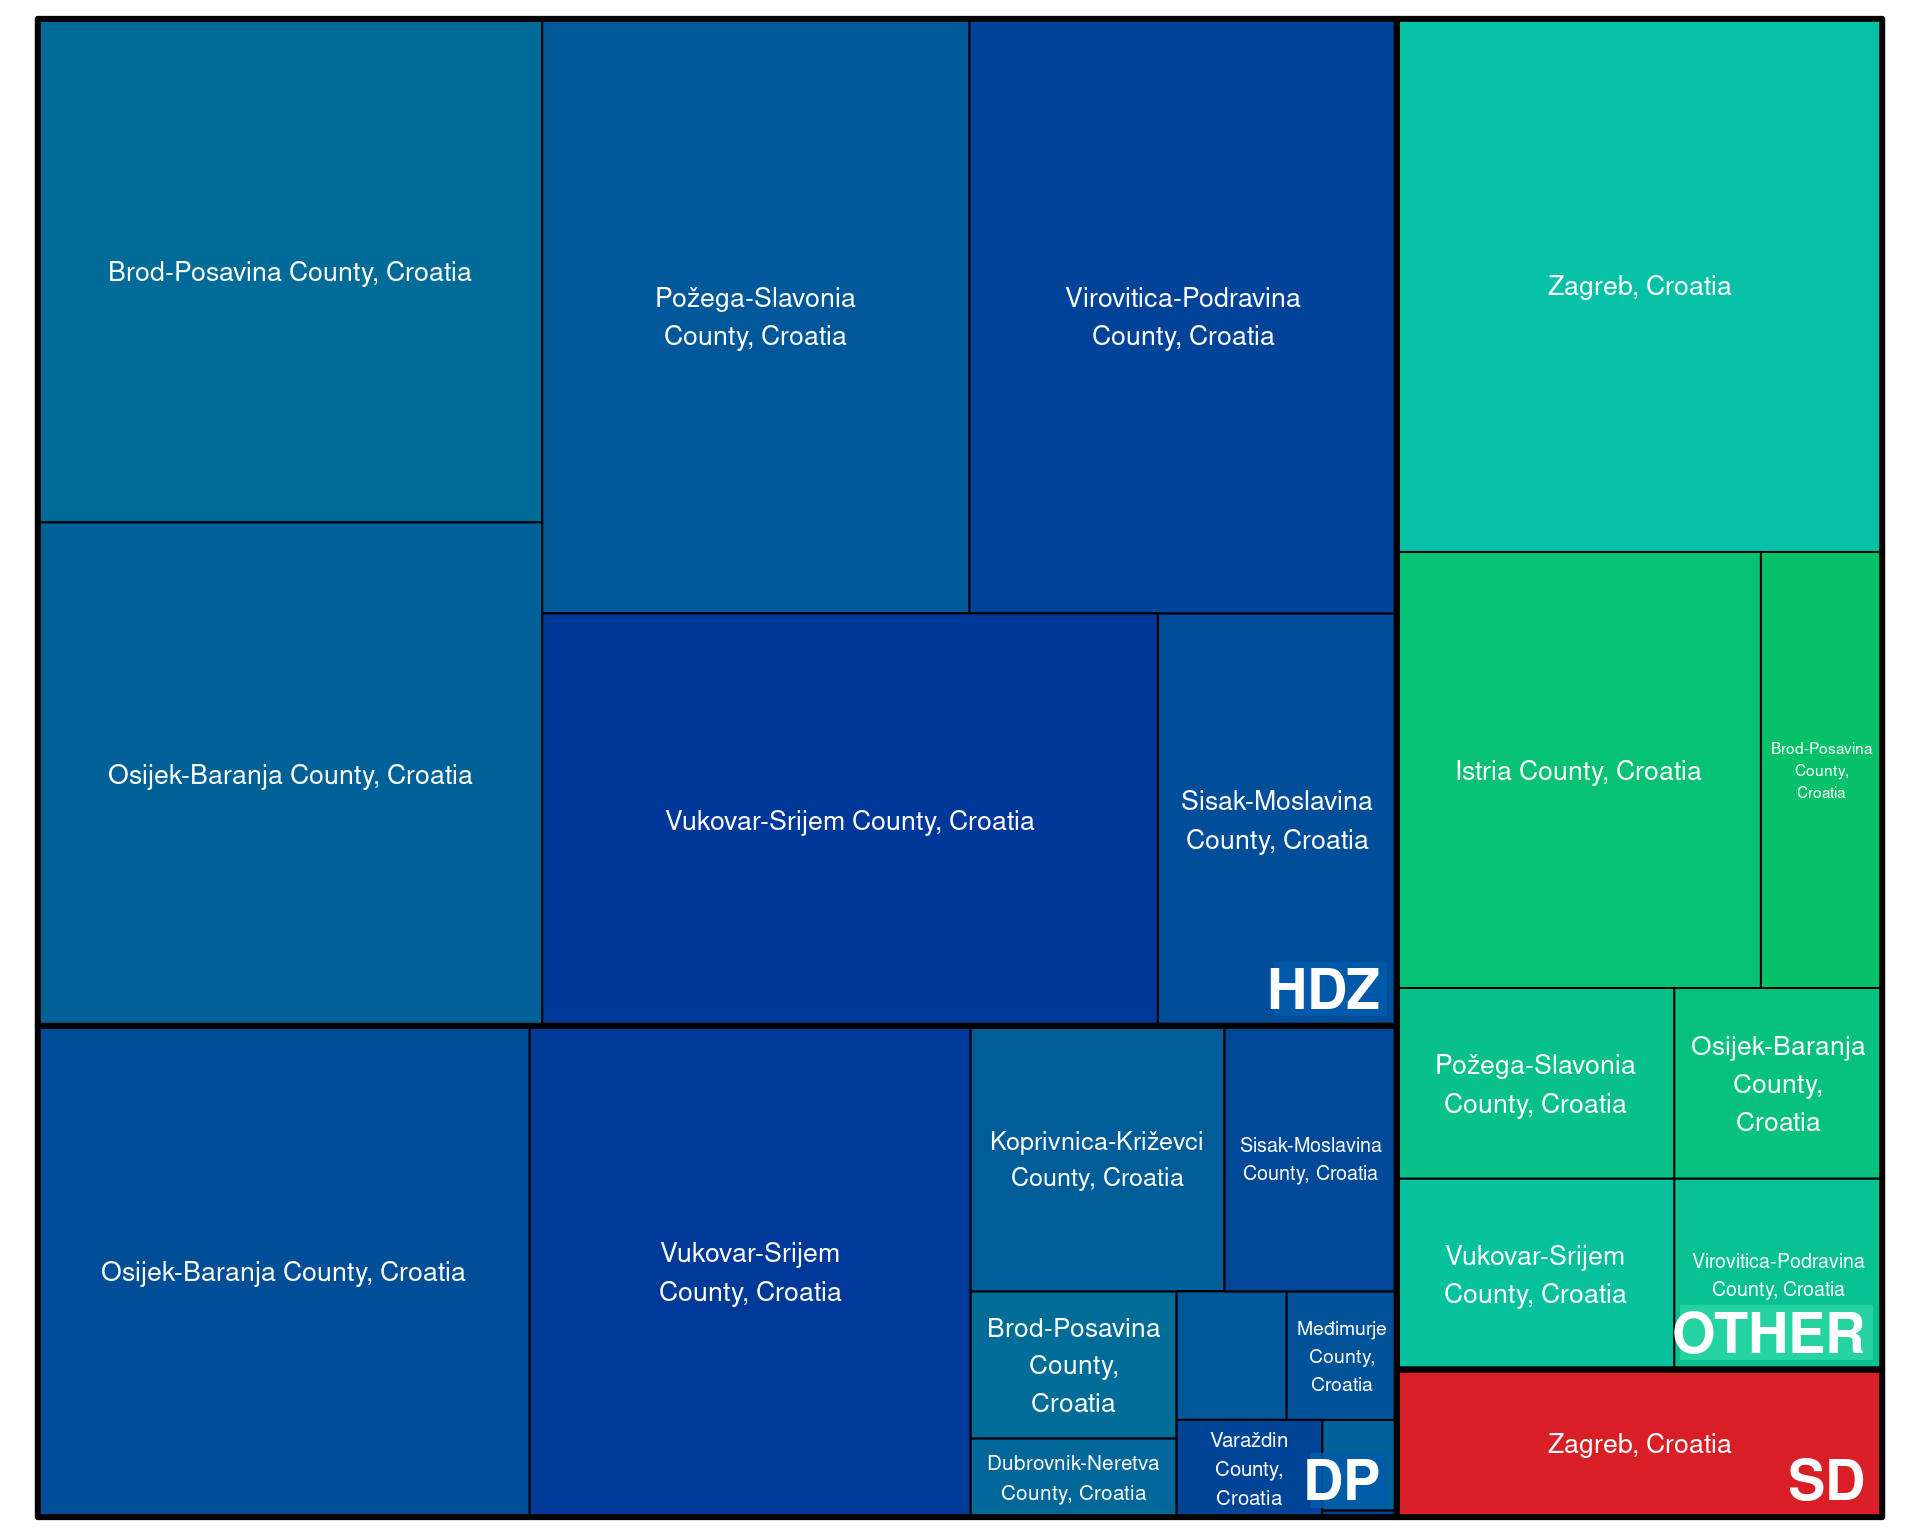 Brod-Posavina County, Croatia
Požega-Slavonia
County, Croatia
Virovitica-Podravina
County, Croatia
Osijek-Baranja County, Croatia
Vukovar-Srijem County, Croatia
Sisak-Moslavina
County, Croatia
HDZ
Osijek-Baranja County, Croatia
Vukovar-Srijem
County, Croatia
Koprivnica-Križevci
County, Croatia
Sisak-Moslavina
County, Croatia
Brod-Posavina
County,
Croatia
Međimurje
County,
Croatia
Dubrovnik-Neretva
County, Croatia
Varaždin
County,
Croatia
DP
Zagreb, Croatia
Istria County, Croatia
Brod-Posavina
County,
Croatia
Požega-Slavonia
County, Croatia
Osijek-Baranja
County,
Croatia
Vukovar-Srijem
County, Croatia
Virovitica-Podravina
County, Croatia
OTHER
Zagreb, Croatia
SD